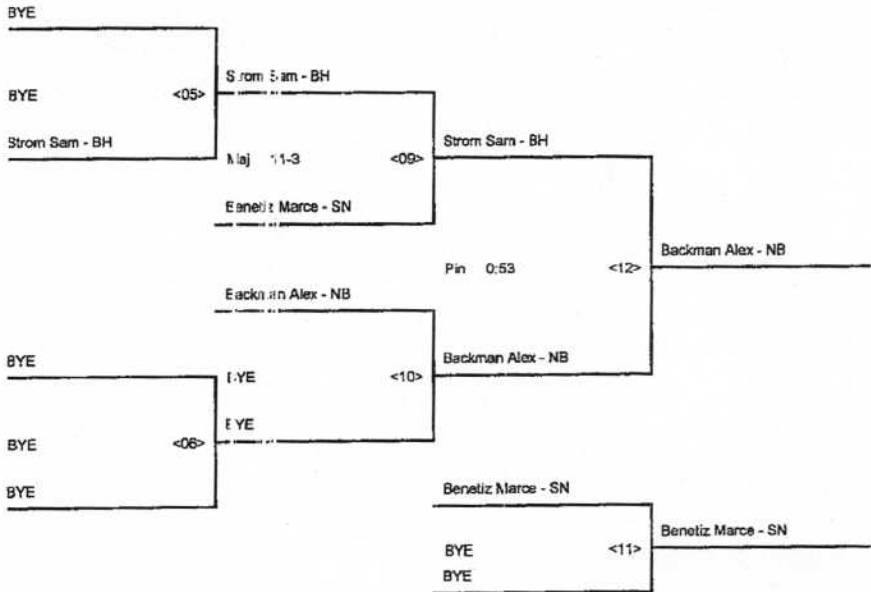 BYE
Strom Sam - BH
BYE <05>
Strom Sam - BH
Strom Sam - BH
Maj 11-3 <09>
Benetiz Marce - SN
Backman Alex - NB
Pin 0:53 <12>
Backman Alex - NB
BYE
Backman Alex - NB
BYE <10>
BYE
BYE <06>
BYE
Benetiz Marce - SN
Benetiz Marce - SN
BYE <11>
BYE